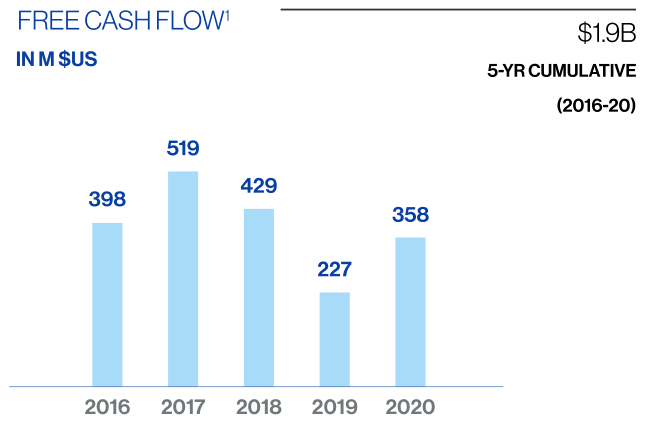 FREE CASH FLOW¹
IN M $US
$1.9B
5-YR CUMULATIVE
(2016-20)
519
398
429
358
227
2016 2017 2018 2019 2020